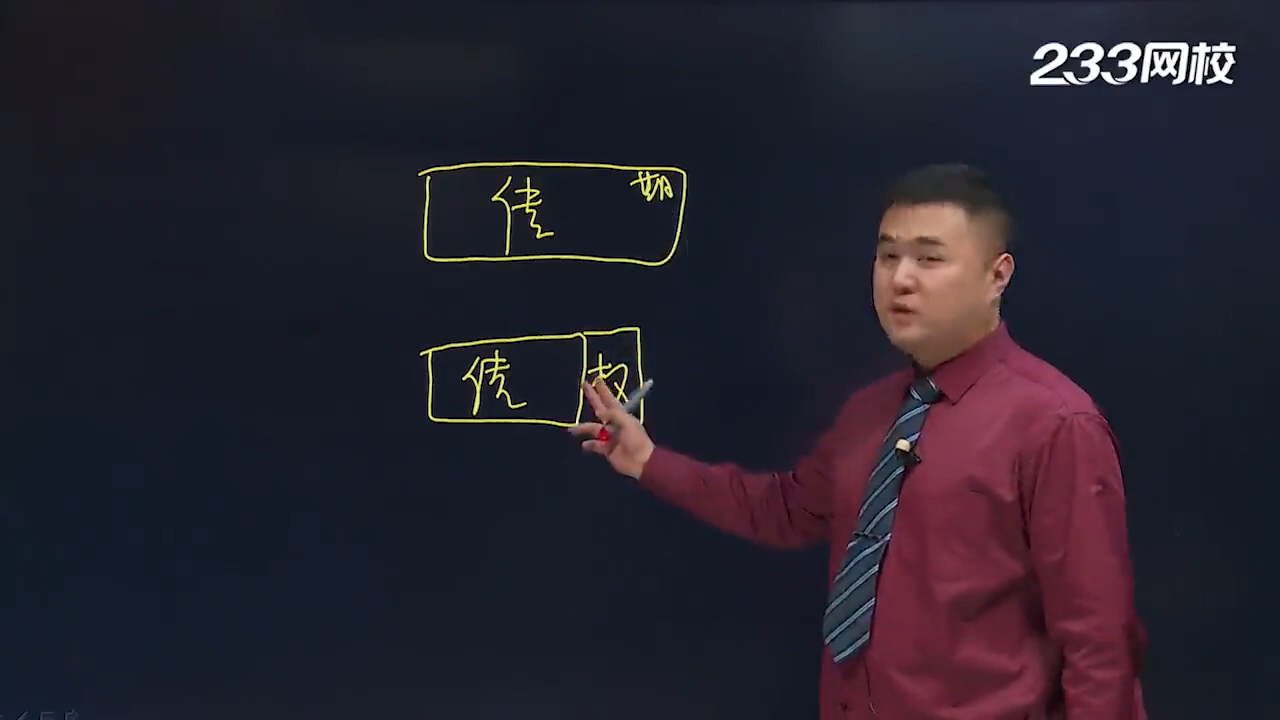 233网校
债 期
债 权